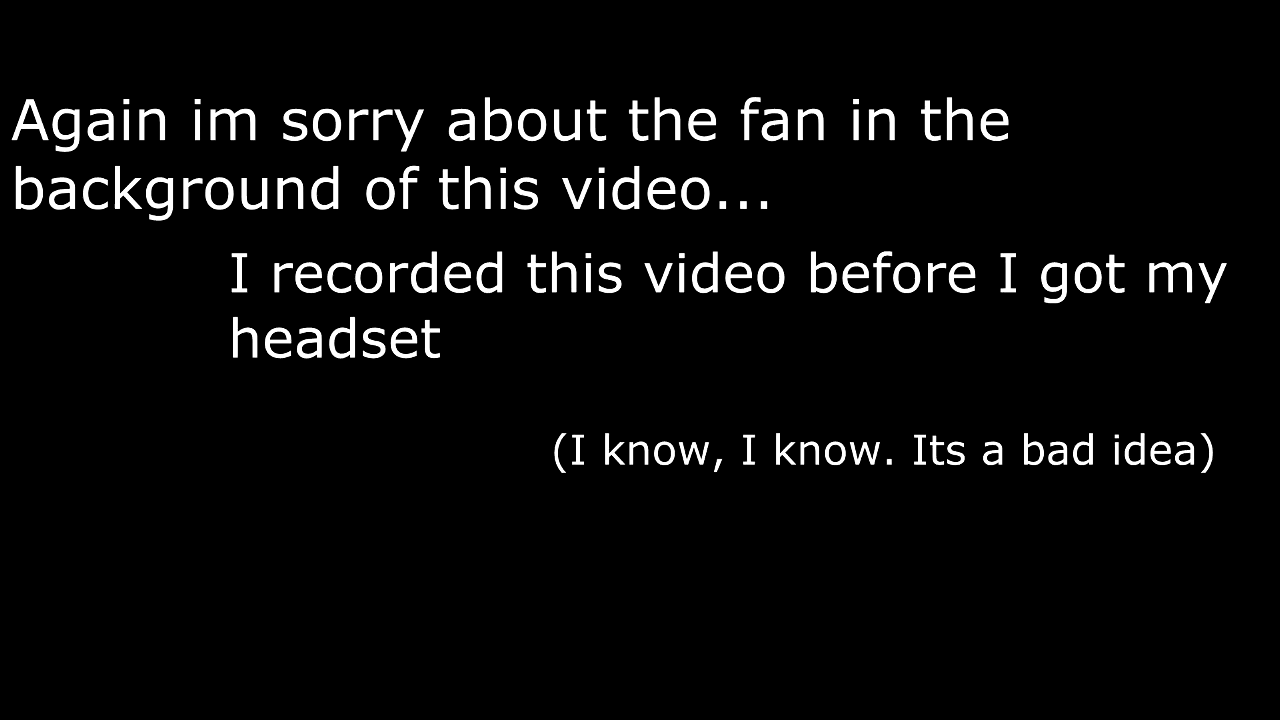 Again im sorry about the fan in the
background of this video...
I recorded this video before I got my
headset
(I know, I know. Its a bad idea)